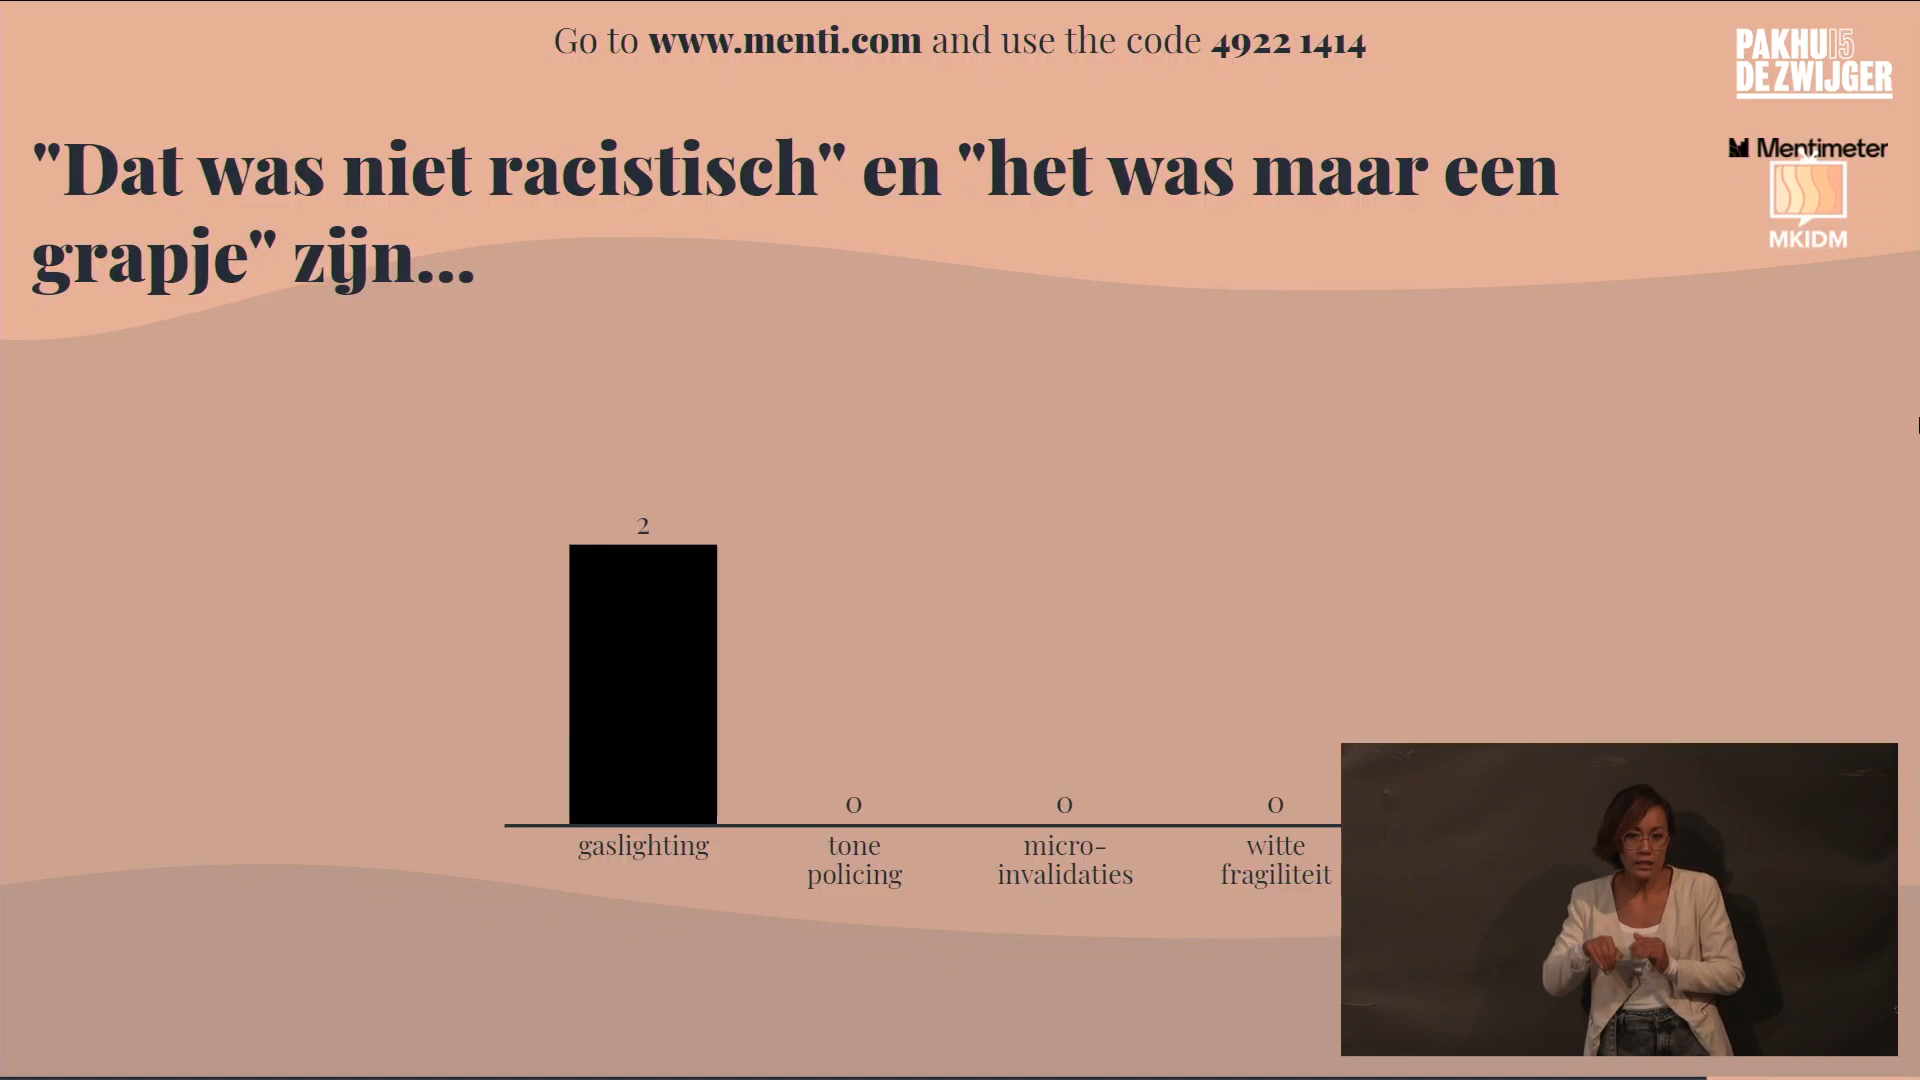 Go to www.menti.com and use the code 4922 1414
PAKHU15
DE ZWIJGER
"Dat was niet racistisch" en "het was maar een
grapje" zijn...
Mentimeter
MKIDM
2
0
0
0
gaslighting
tone
policing
micro-
invalidaties
witte
fragiliteit